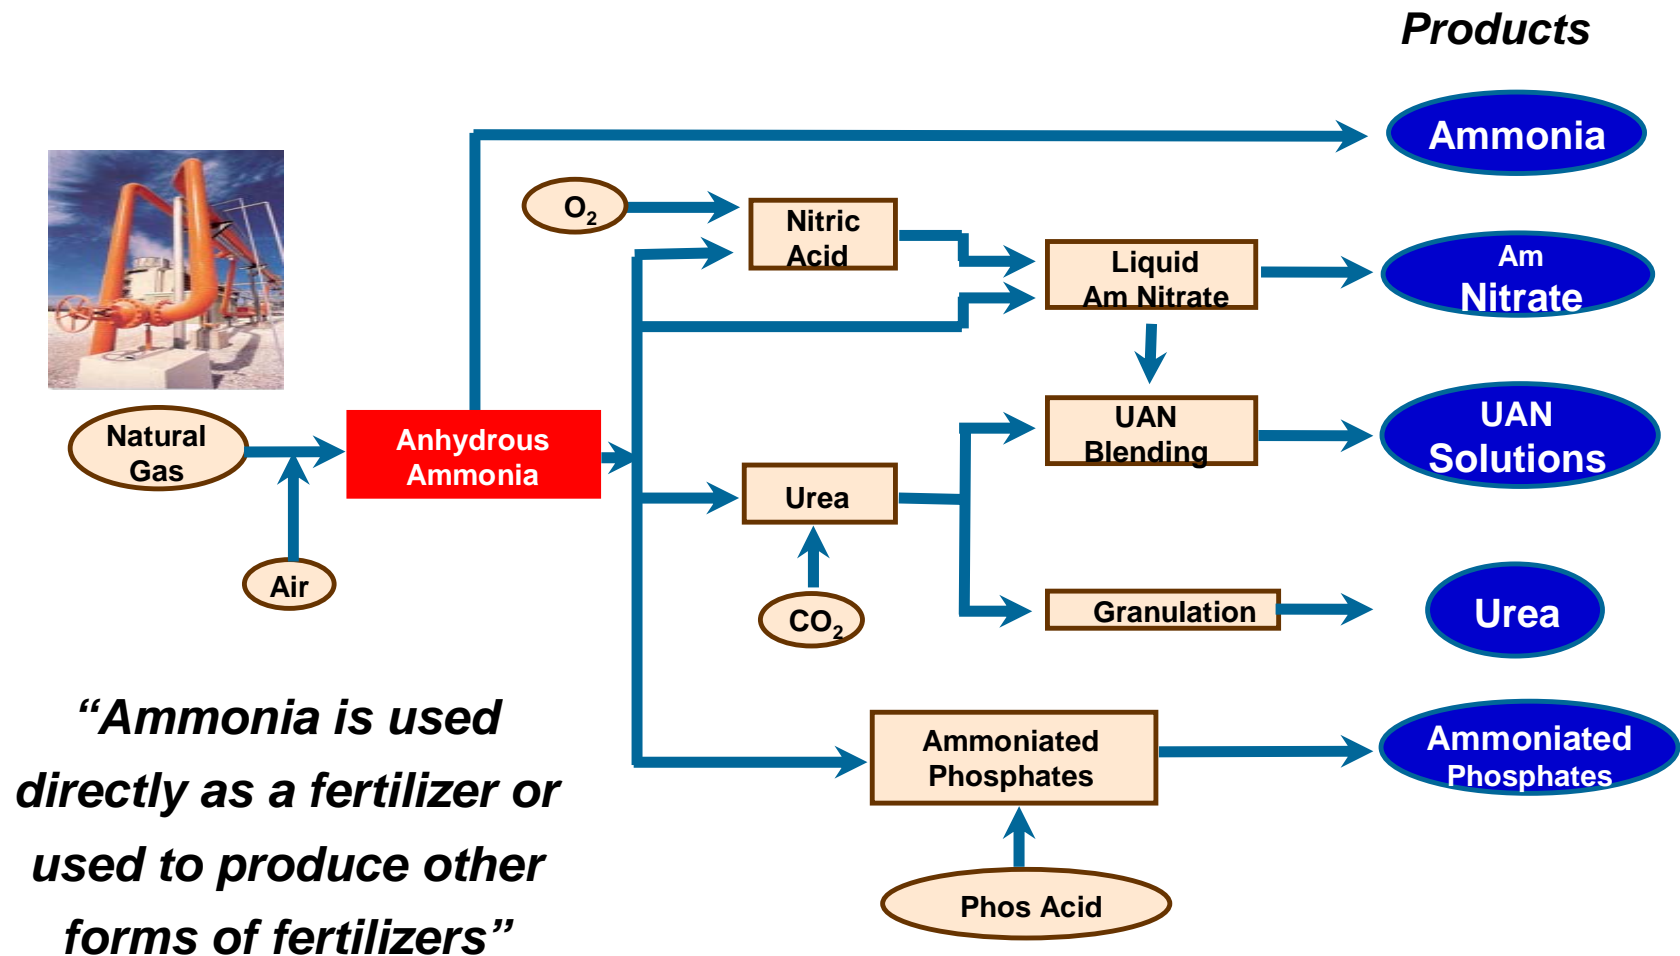 Products
Ammonia
O2
Nitric
Acid
Liquid
Am Nitrate
Am
Nitrate
Natural
Gas
Anhydrous
Ammonia
UAN
Blending
UAN
Solutions
Urea
Air
CO2
Granulation
Urea
“Ammonia is used
directly as a fertilizer or
used to produce other
forms of fertilizers”
Ammoniated
Phosphates
Ammoniated
Phosphates
Phos Acid